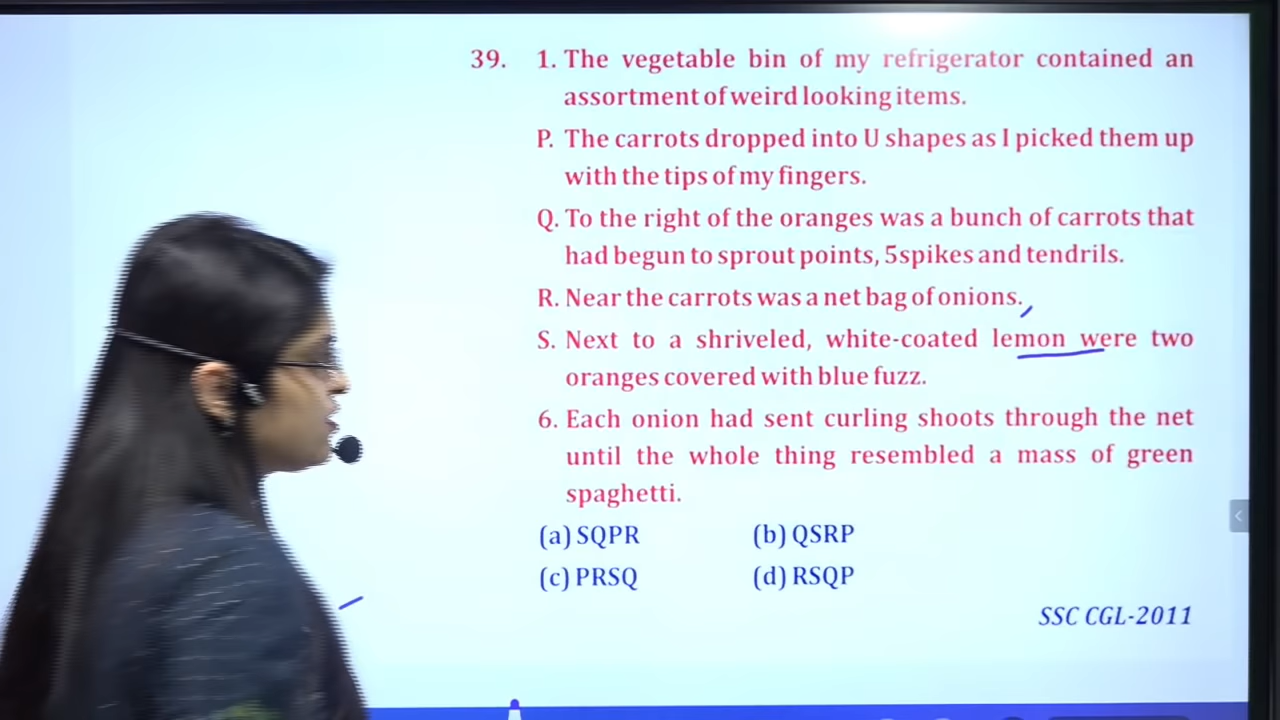 39. 1. The vegetable bin of my refrigerator contained an
assortment of weird looking items.
P. The carrots dropped into U shapes as I picked them up
with the tips of my fingers.
Q. To the right of the oranges was a bunch of carrots that
had begun to sprout points, 5spikes and tendrils.
R. Near the carrots was a net bag of onions.
S. Next to a shriveled, white-coated lemon were two
oranges covered with blue fuzz.
6. Each onion had sent curling shoots through the net
until the whole thing resembled a mass of green
spaghetti.
(a) SQPR (b) QSRP
(c) PRSQ (d) RSQP
SSC CGL-2011